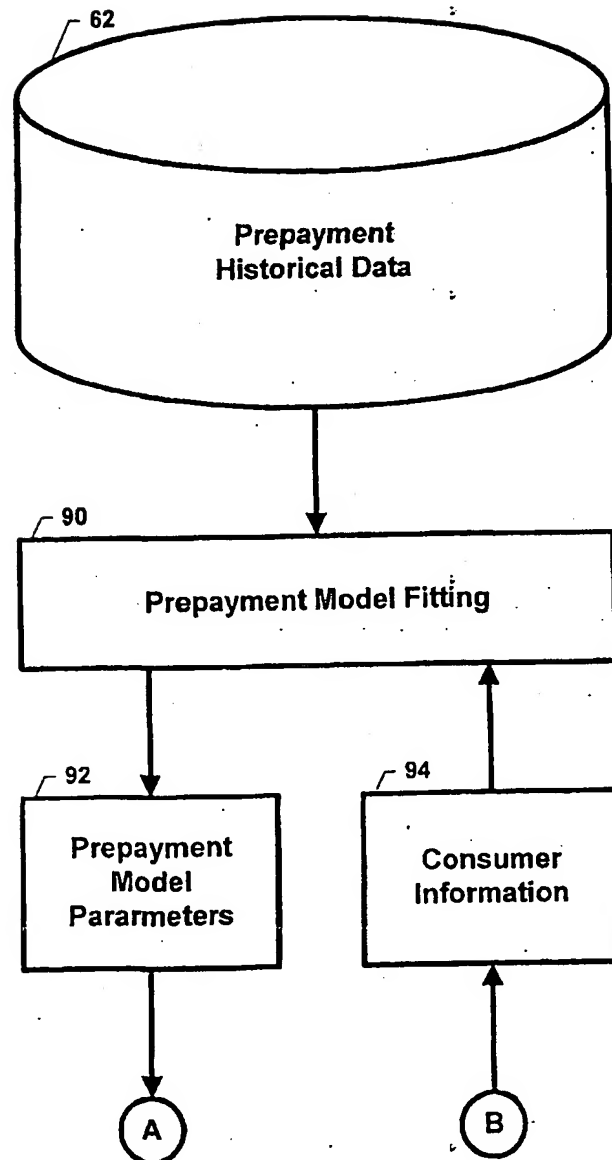 62
Prepayment
Historical Data
90
Prepayment Model Fitting
92
Prepayment
Model
Pararmeters
94
Consumer
Information
A
B